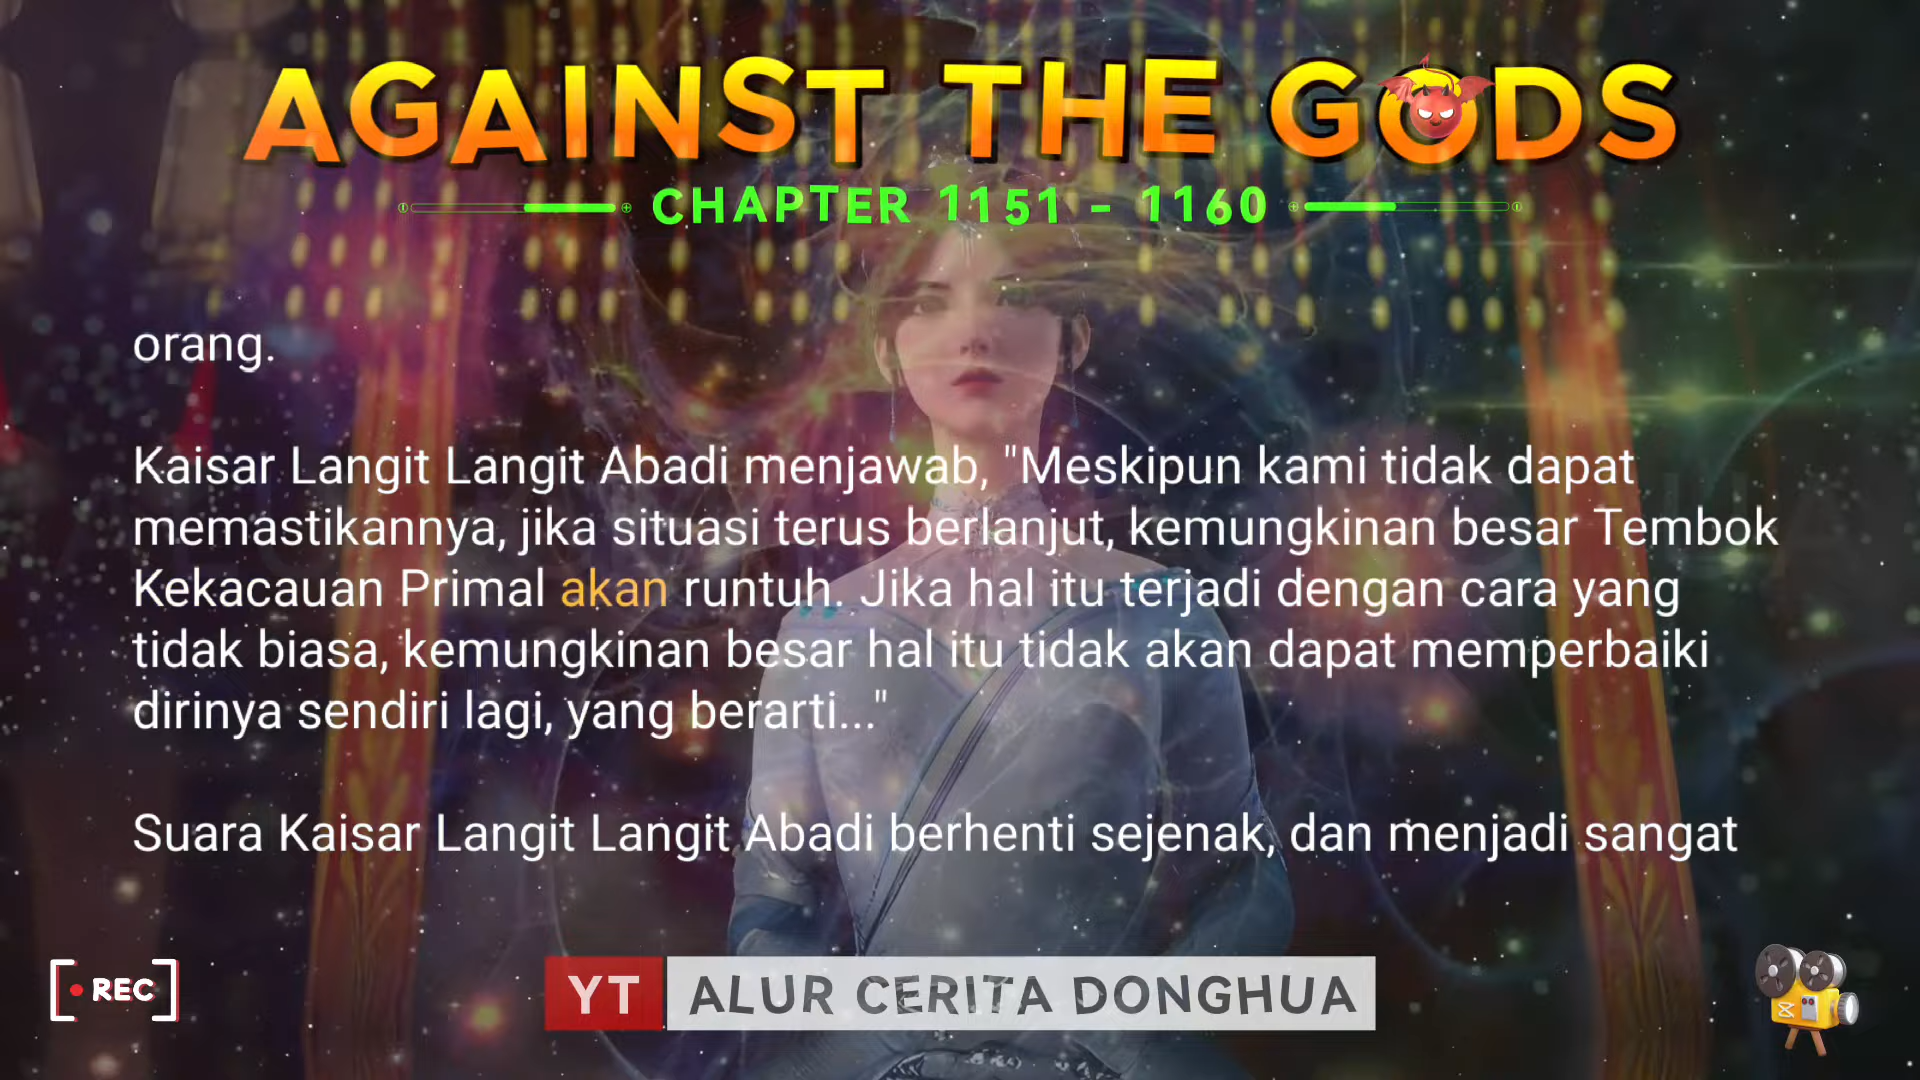 AGAINST THE GODS
CHAPTER 1151 - 1160
orang.
Kaisar Langit Langit Abadi menjawab, "Meskipun kami tidak dapat
memastikannya, jika situasi terus berlanjut, kemungkinan besar Tembok
Kekacauan Primal akan runtuh. Jika hal itu terjadi dengan cara yang
tidak biasa, kemungkinan besar hal itu tidak akan dapat memperbaiki
dirinya sendiri lagi, yang berarti..."
Suara Kaisar Langit Langit Abadi berhenti sejenak, dan menjadi sangat
REC
YT ALUR CERITA DONGHUA